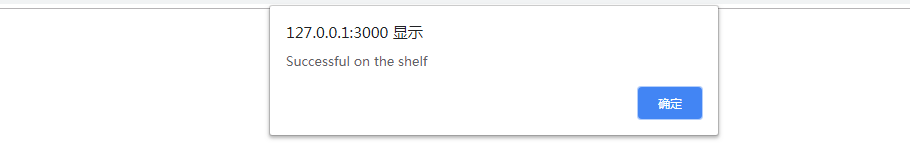 127.0.0.1:3000 显示
Successful on the shelf
确定